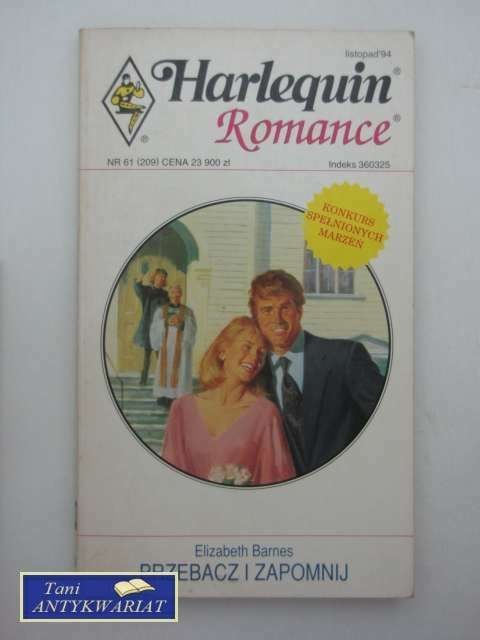 listopad'94
Harlequin®
Romance®
®
NR 61 (209) CENA 23 900 zł
Indeks 360325
KONKURS
SPEŁNIONYCH
MARZEŃ
Elizabeth Barnes
PRZEBACZ I ZAPOMNIJ
Tani
ANTYKWARIAT